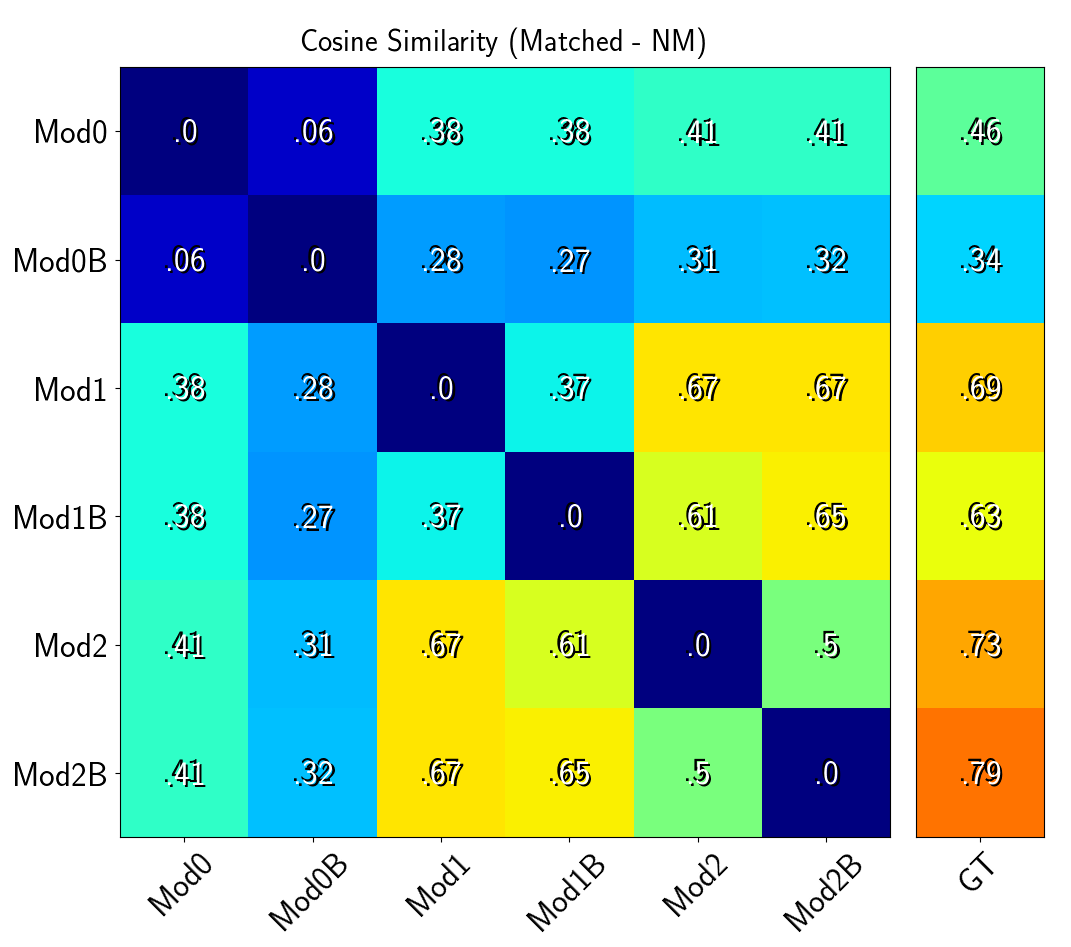 Cosine Similarity (Matched - NM)
Mod0 .0 .06 .38 .38 .41 .41 .46
Mod0B .06 .0 .28 .27 .31 .32 .34
Mod1 .38 .28 .0 .37 .67 .67 .69
Mod1B .38 .27 .37 .0 .61 .65 .63
Mod2 .41 .31 .67 .61 .0 .5 .73
Mod2B .41 .32 .67 .65 .5 .0 .79
Mod0 Mod0B Mod1 Mod1B Mod2 Mod2B GT